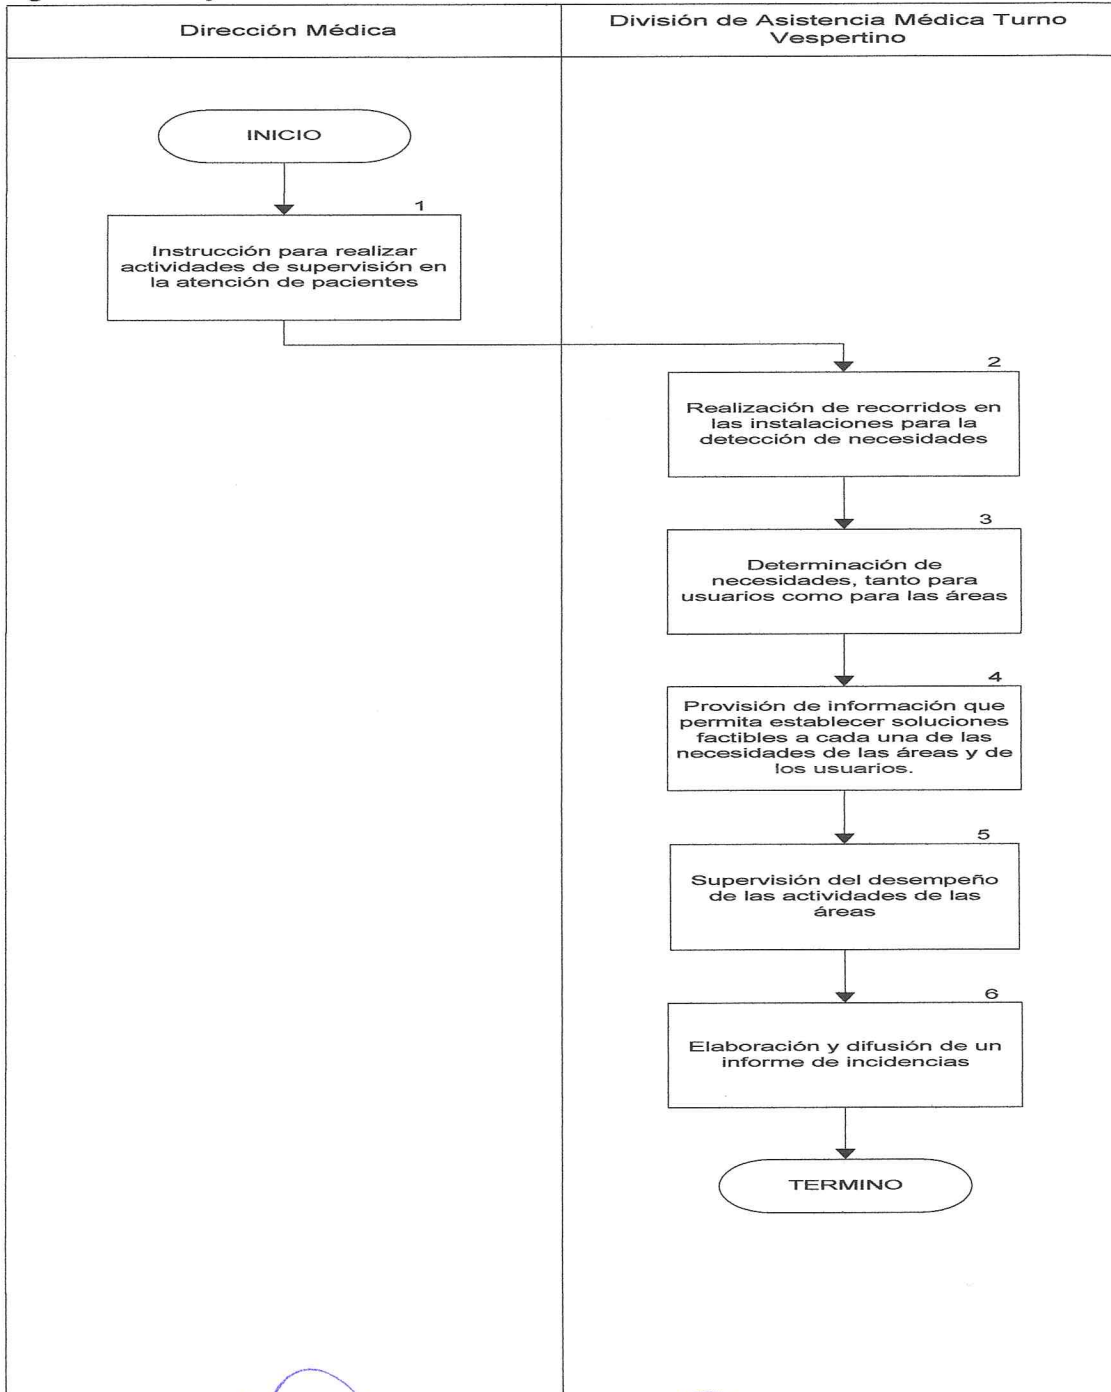 Dirección Médica
División de Asistencia Médica Turno
Vespertino
INICIO
1
Instrucción para realizar
actividades de supervisión en
la atención de pacientes
2
Realización de recorridos en
las instalaciones para la
detección de necesidades
3
Determinación de
necesidades, tanto para
usuarios como para las áreas
4
Provisión de información que
permita establecer soluciones
factibles a cada una de las
necesidades de las áreas y de
los usuarios.
5
Supervisión del desempeño
de las actividades de las
áreas
6
Elaboración y difusión de un
informe de incidencias
TERMINO